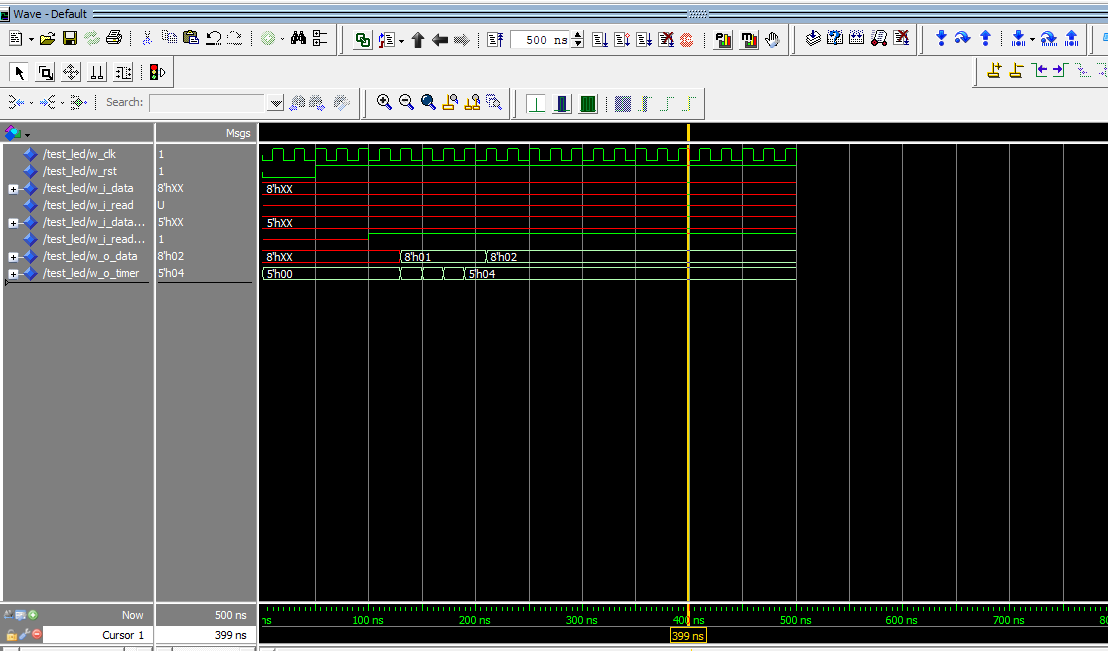 Wave - Default
500 ns
Search:
Msgs
/test_led/w_clk 1
/test_led/w_rst 1
/test_led/w_i_data 8'hXX 8'hXX
/test_led/w_i_read U
/test_led/w_i_data... 5'hXX 5'hXX
/test_led/w_i_read... 1
/test_led/w_o_data 8'h02 8'hXX 8'h01 8'h02
/test_led/w_o_timer 5'h04 5'h00 5'h04
Now 500 ns ns 100 ns 200 ns 300 ns 400 ns 500 ns 600 ns 700 ns 80
Cursor 1 399 ns 399 ns